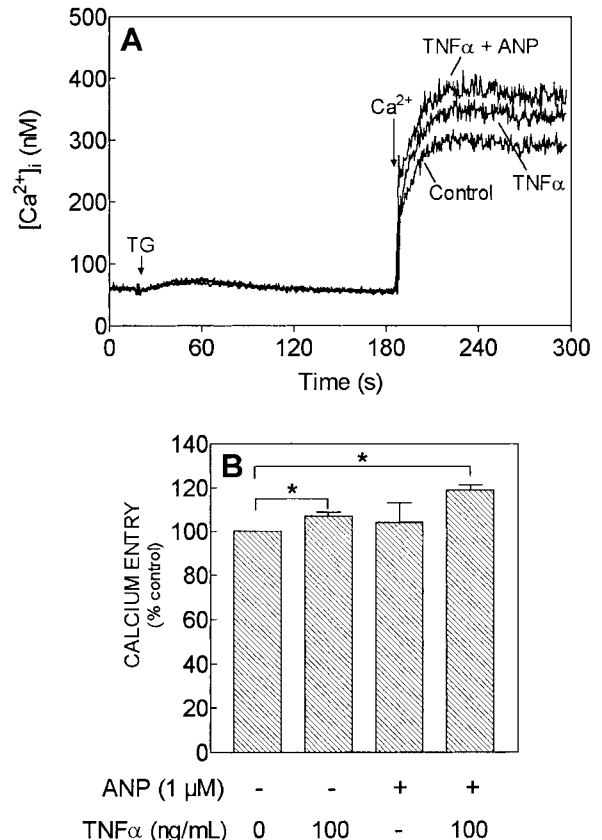 A
500
400
300
200
100
0
[Ca²⁺]ᵢ (nM)
TNFα + ANP
Ca²⁺
TNFα
Control
TG
0 60 120 180 240 300
Time (s)
B
140
120
100
80
60
40
20
0
CALCIUM ENTRY
(% control)
*
*
ANP (1 µM) - - + +
TNFα (ng/mL) 0 100 - 100